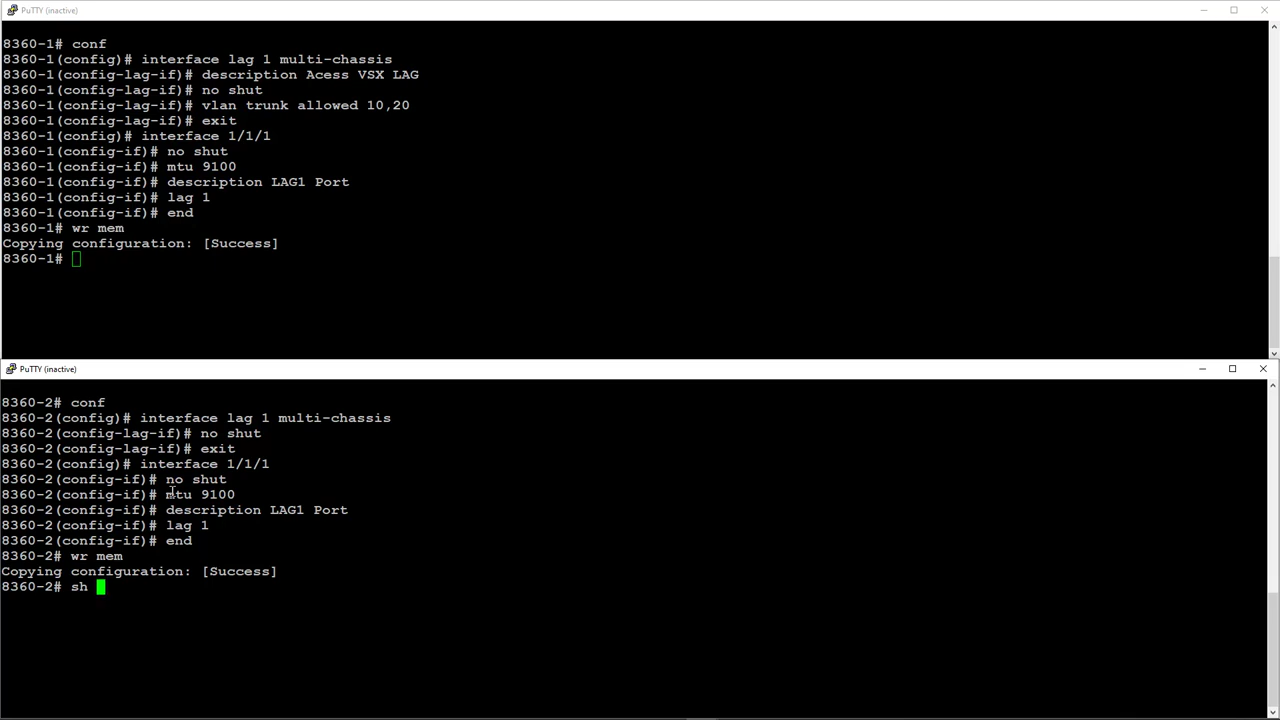 PuTTY (inactive)
8360-1# conf
8360-1(config)# interface lag 1 multi-chassis
8360-1(config-lag-if)# description Acess VSX LAG
8360-1(config-lag-if)# no shut
8360-1(config-lag-if)# vlan trunk allowed 10,20
8360-1(config-lag-if)# exit
8360-1(config)# interface 1/1/1
8360-1(config-if)# no shut
8360-1(config-if)# mtu 9100
8360-1(config-if)# description LAG1 Port
8360-1(config-if)# lag 1
8360-1(config-if)# end
8360-1# wr mem
Copying configuration: [Success]
8360-1#
PuTTY (inactive)
8360-2# conf
8360-2(config)# interface lag 1 multi-chassis
8360-2(config-lag-if)# no shut
8360-2(config-lag-if)# exit
8360-2(config)# interface 1/1/1
8360-2(config-if)# no shut
8360-2(config-if)# mtu 9100
8360-2(config-if)# description LAG1 Port
8360-2(config-if)# lag 1
8360-2(config-if)# end
8360-2# wr mem
Copying configuration: [Success]
8360-2# sh